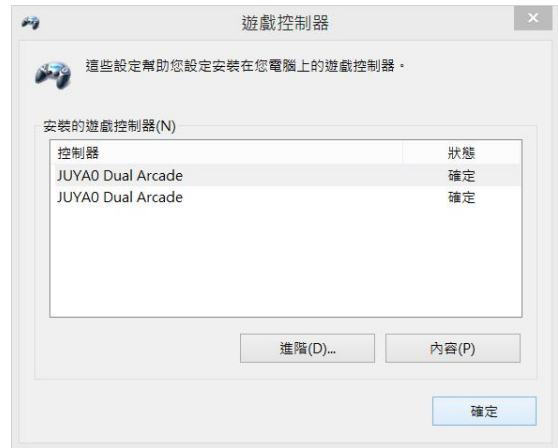 遊戲控制器
這些設定幫助您設定安裝在您電腦上的遊戲控制器。
安裝的遊戲控制器(N)
控制器 狀態
JUYA0 Dual Arcade 確定
JUYA0 Dual Arcade 確定
進階(D)... 內容(P)
確定